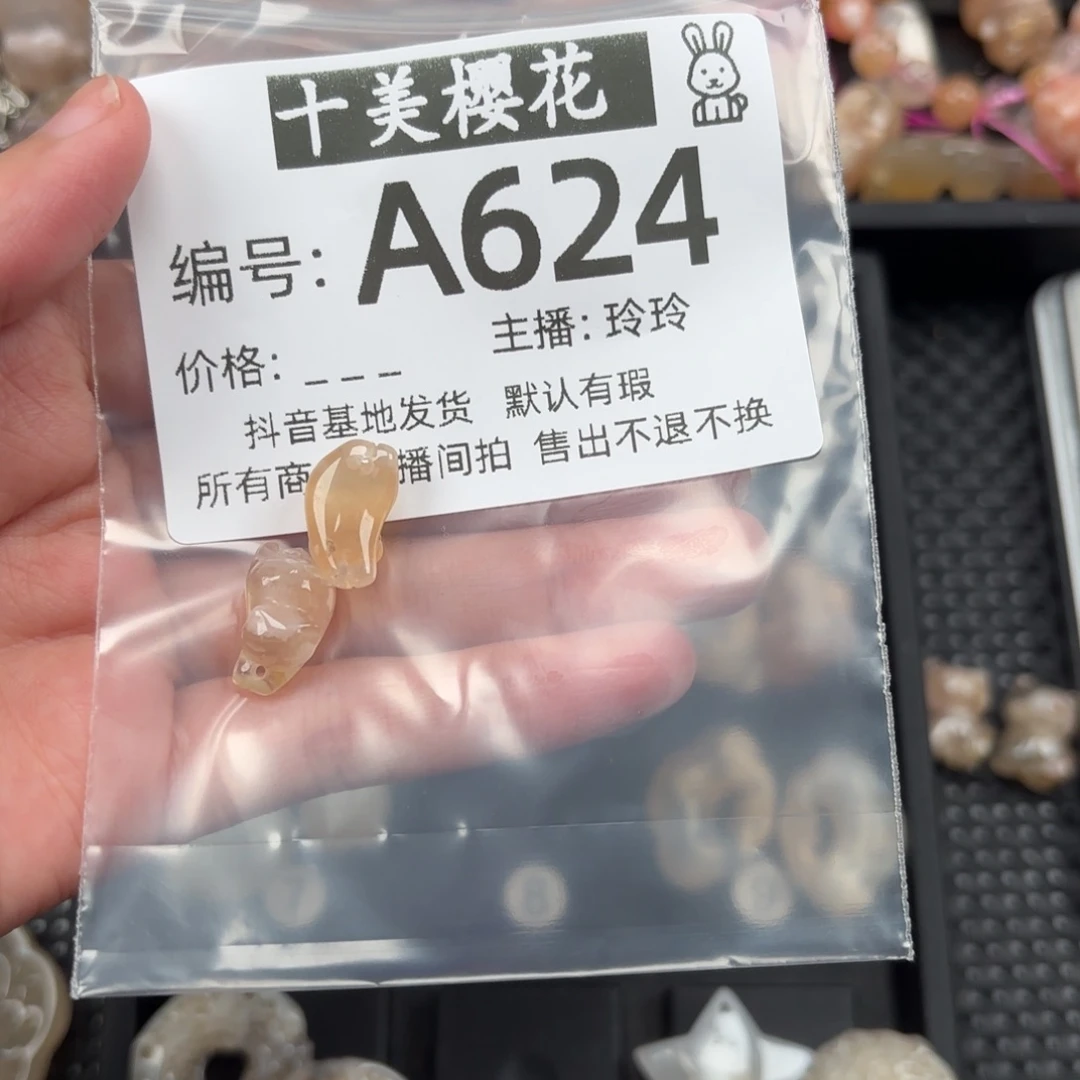 十美樱花
编号: A624
价格: _ _ _ 主播: 玲玲
抖音基地发货 默认有瑕
所有商 播间拍 售出不退不换